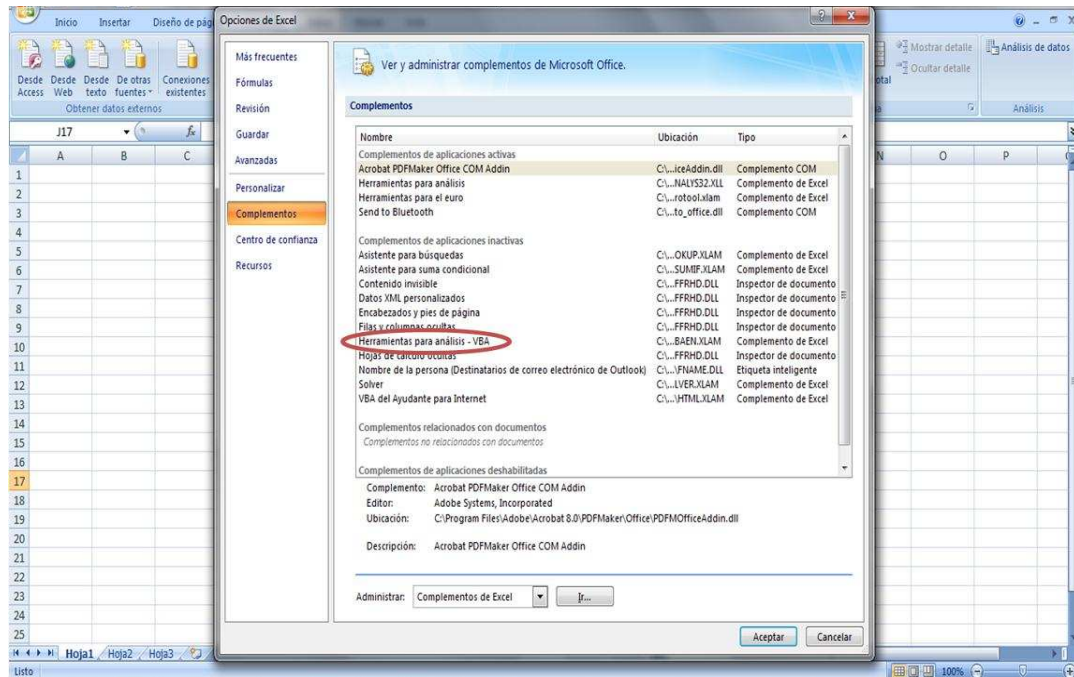 Inicio Insertar Diseño de pág
Opciones de Excel
Desde Access
Desde Web
Desde texto
De otras fuentes
Conexiones existentes
Obtener datos externos
Mostrar detalle
Ocultar detalle
Análisis de datos
Análisis
J17
fx
A B C N O P
1
2
3
4
5
6
7
8
9
10
11
12
13
14
15
16
17
18
19
20
21
22
23
24
25
Más frecuentes
Fórmulas
Revisión
Guardar
Avanzadas
Personalizar
Complementos
Centro de confianza
Recursos
Ver y administrar complementos de Microsoft Office.
Complementos
Nombre Ubicación Tipo
Complementos de aplicaciones activas
Acrobat PDFMaker Office COM Addin C:\...iceAddin.dll Complemento COM
Herramientas para análisis C:\...NALYS32.XLL Complemento de Excel
Herramientas para el euro C:\...rotool.xlam Complemento de Excel
Send to Bluetooth C:\...to_office.dll Complemento COM
Complementos de aplicaciones inactivas
Asistente para búsquedas C:\...OKUP.XLAM Complemento de Excel
Asistente para suma condicional C:\...SUMIF.XLAM Complemento de Excel
Contenido invisible C:\...FFRHD.DLL Inspector de documento
Datos XML personalizados C:\...FFRHD.DLL Inspector de documento
Encabezados y pies de página C:\...FFRHD.DLL Inspector de documento
Filas y columnas ocultas C:\...FFRHD.DLL Inspector de documento
Herramientas para análisis - VBA C:\...BAEN.XLAM Complemento de Excel
Hojas de cálculo ocultas C:\...FFRHD.DLL Inspector de documento
Nombre de la persona (Destinatarios de correo electrónico de Outlook) C:\...\FNAME.DLL Etiqueta inteligente
Solver C:\...LVER.XLAM Complemento de Excel
VBA del Ayudante para Internet C:\...\HTML.XLAM Complemento de Excel
Complementos relacionados con documentos
Complementos no relacionados con documentos
Complementos de aplicaciones deshabilitadas
Complemento: Acrobat PDFMaker Office COM Addin
Editor: Adobe Systems, Incorporated
Ubicación: C:\Program Files\Adobe\Acrobat 8.0\PDFMaker\Office\PDFMOfficeAddin.dll
Descripción: Acrobat PDFMaker Office COM Addin
Administrar: Complementos de Excel Ir...
Aceptar Cancelar
Hoja1 Hoja2 Hoja3
Listo 100%